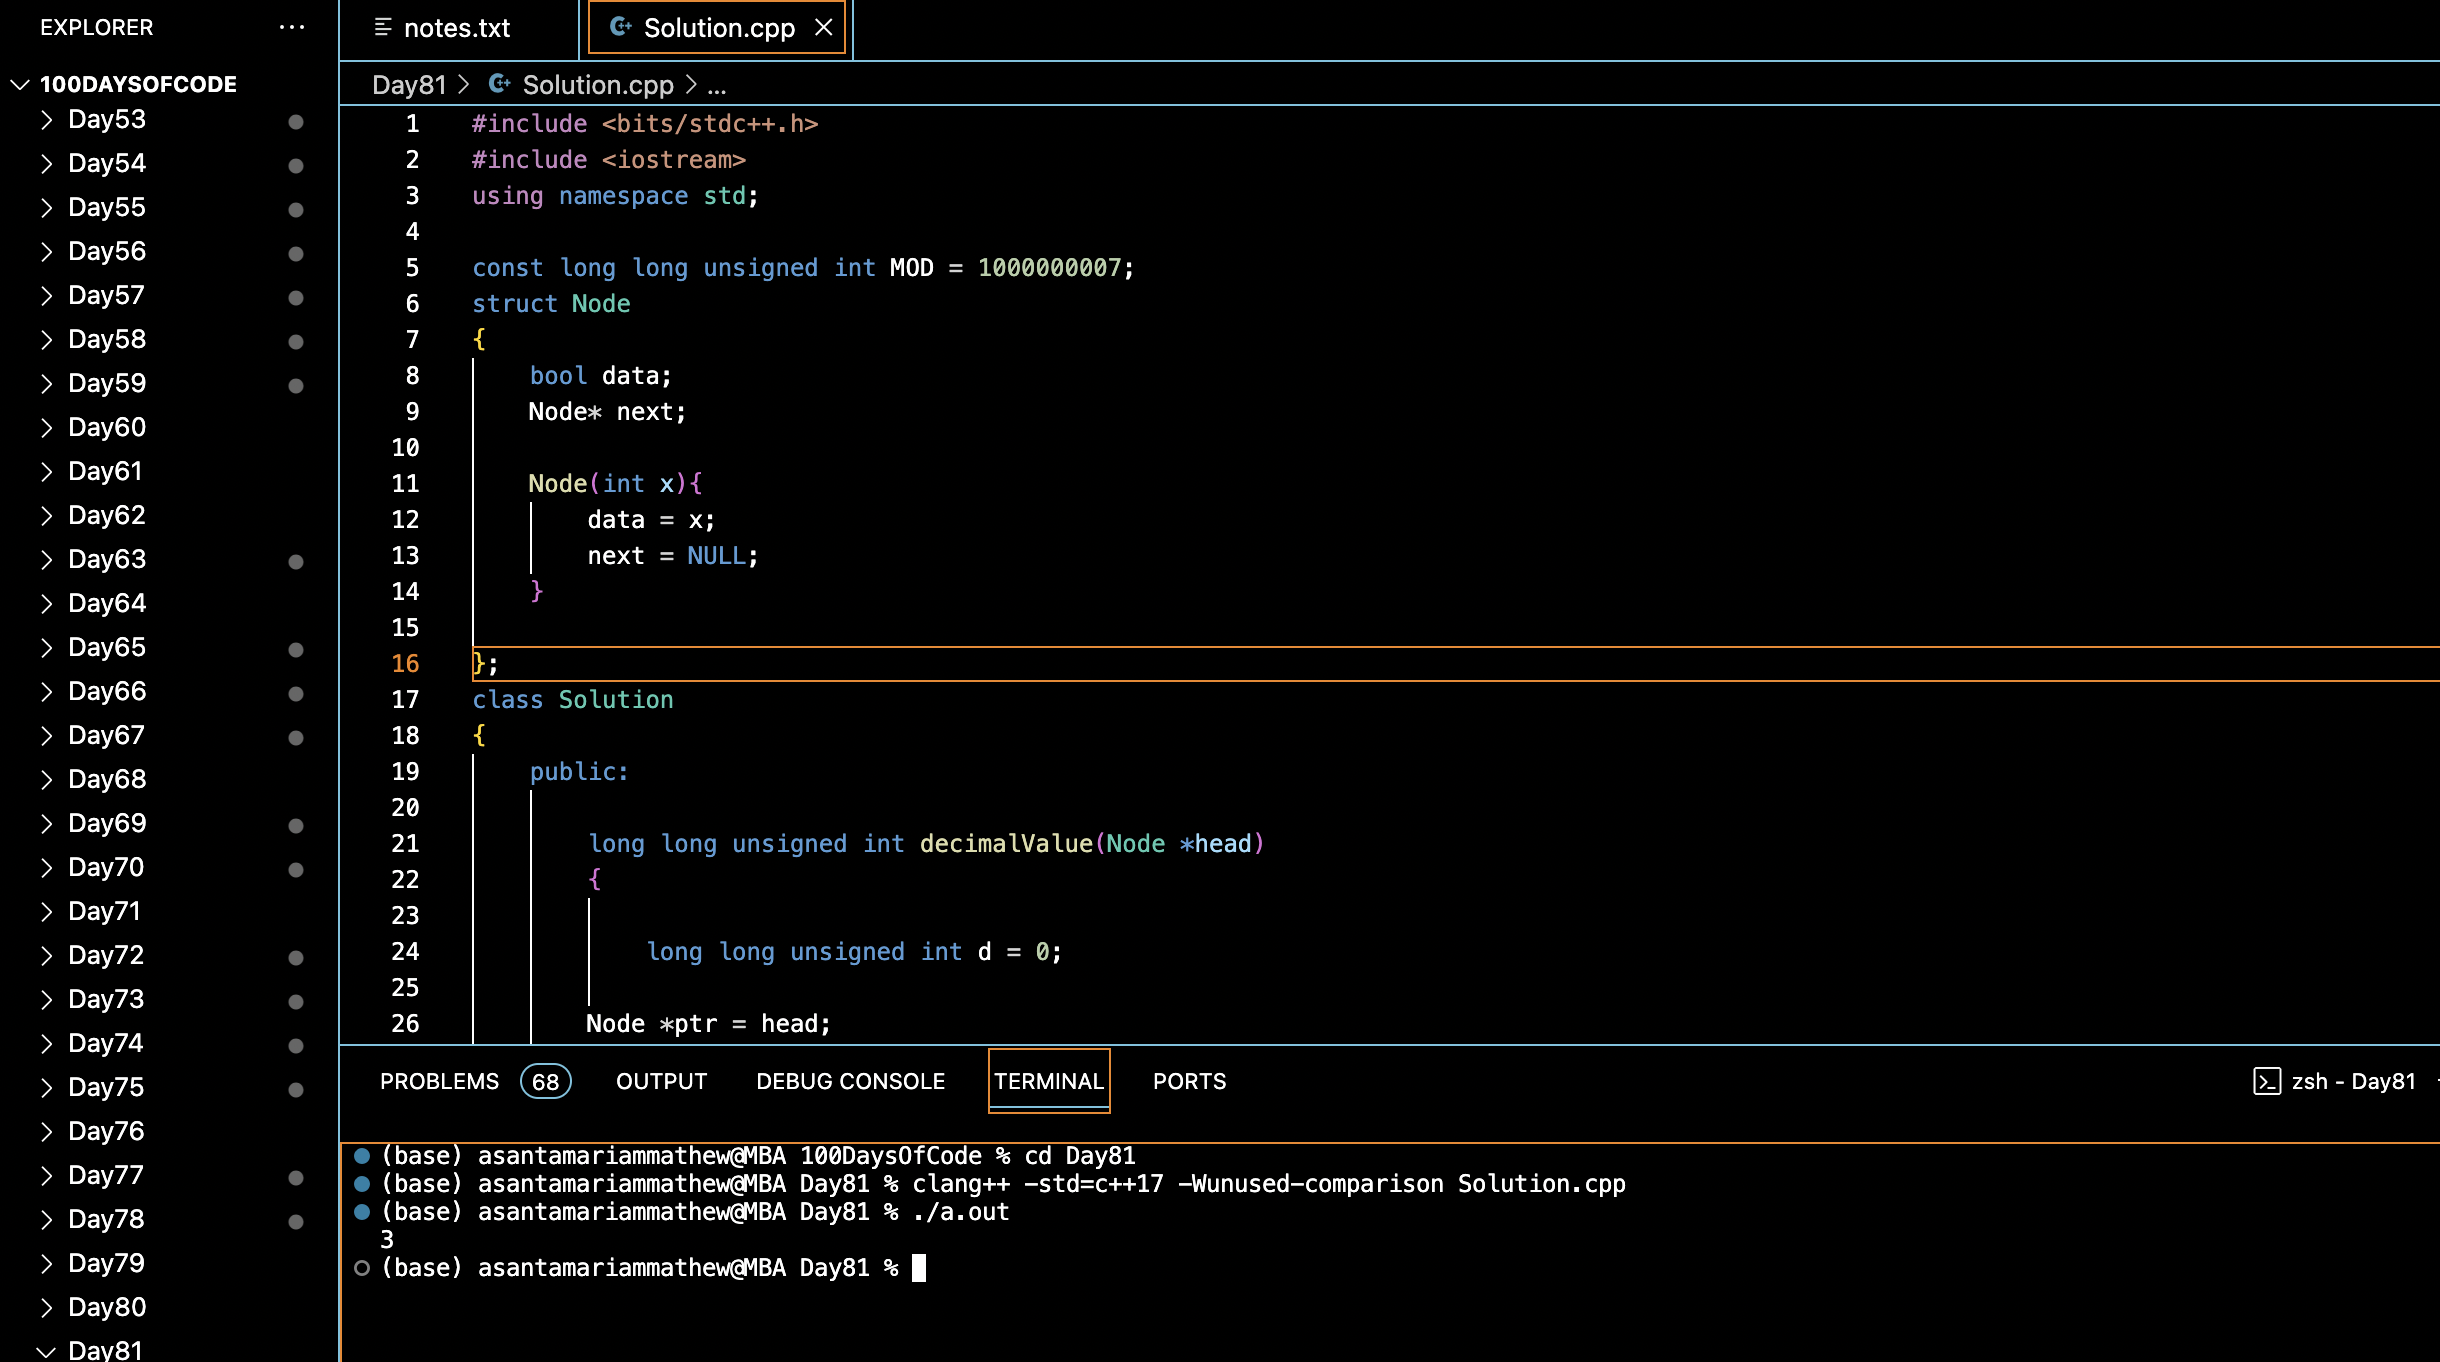 EXPLORER ...
100DAYSOFCODE
Day53
Day54
Day55
Day56
Day57
Day58
Day59
Day60
Day61
Day62
Day63
Day64
Day65
Day66
Day67
Day68
Day69
Day70
Day71
Day72
Day73
Day74
Day75
Day76
Day77
Day78
Day79
Day80
Day81
notes.txt
Solution.cpp
Day81 > Solution.cpp > ...
1 #include <bits/stdc++.h>
2 #include <iostream>
3 using namespace std;
4
5 const long long unsigned int MOD = 1000000007;
6 struct Node
7 {
8     bool data;
9     Node* next;
10
11     Node(int x){
12         data = x;
13         next = NULL;
14     }
15
16 };
17 class Solution
18 {
19     public:
20
21         long long unsigned int decimalValue(Node *head)
22         {
23
24             long long unsigned int d = 0;
25
26         Node *ptr = head;
PROBLEMS 68 OUTPUT DEBUG CONSOLE TERMINAL PORTS zsh - Day81
(base) asantamariammathew@MBA 100DaysOfCode % cd Day81
(base) asantamariammathew@MBA Day81 % clang++ -std=c++17 -Wunused-comparison Solution.cpp
(base) asantamariammathew@MBA Day81 % ./a.out
3
(base) asantamariammathew@MBA Day81 %